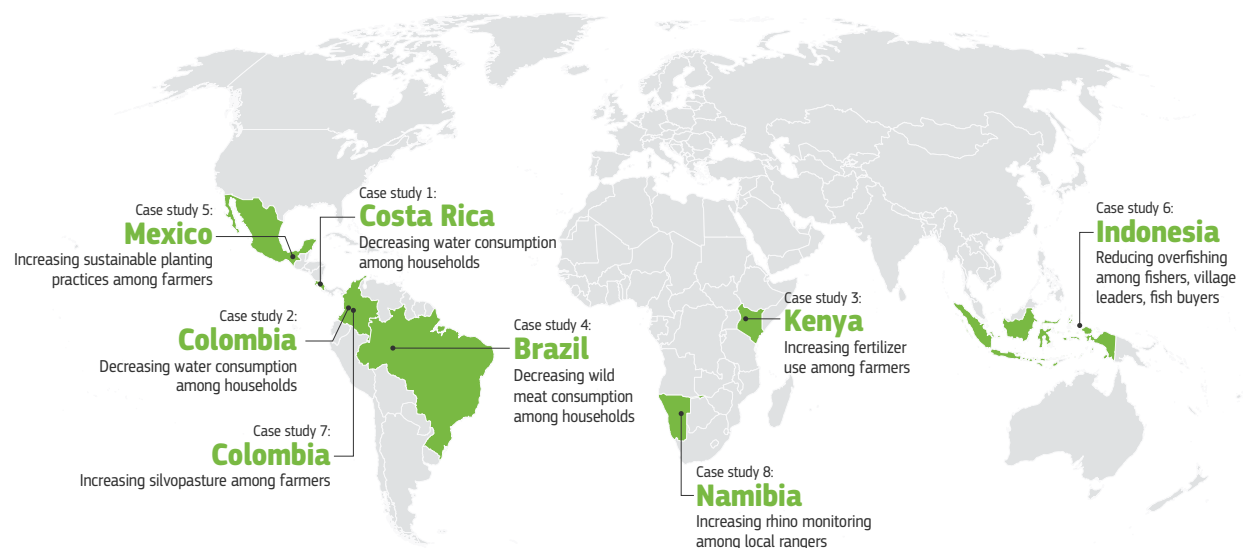 Case study 5:
Mexico
Increasing sustainable planting
practices among farmers
Case study 1:
Costa Rica
Decreasing water consumption
among households
Case study 2:
Colombia
Decreasing water consumption
among households
Case study 7:
Colombia
Increasing silvopasture among farmers
Case study 4:
Brazil
Decreasing wild
meat consumption
among households
Case study 3:
Kenya
Increasing fertilizer
use among farmers
Case study 8:
Namibia
Increasing rhino monitoring
among local rangers
Case study 6:
Indonesia
Reducing overfishing
among fishers, village
leaders, fish buyers